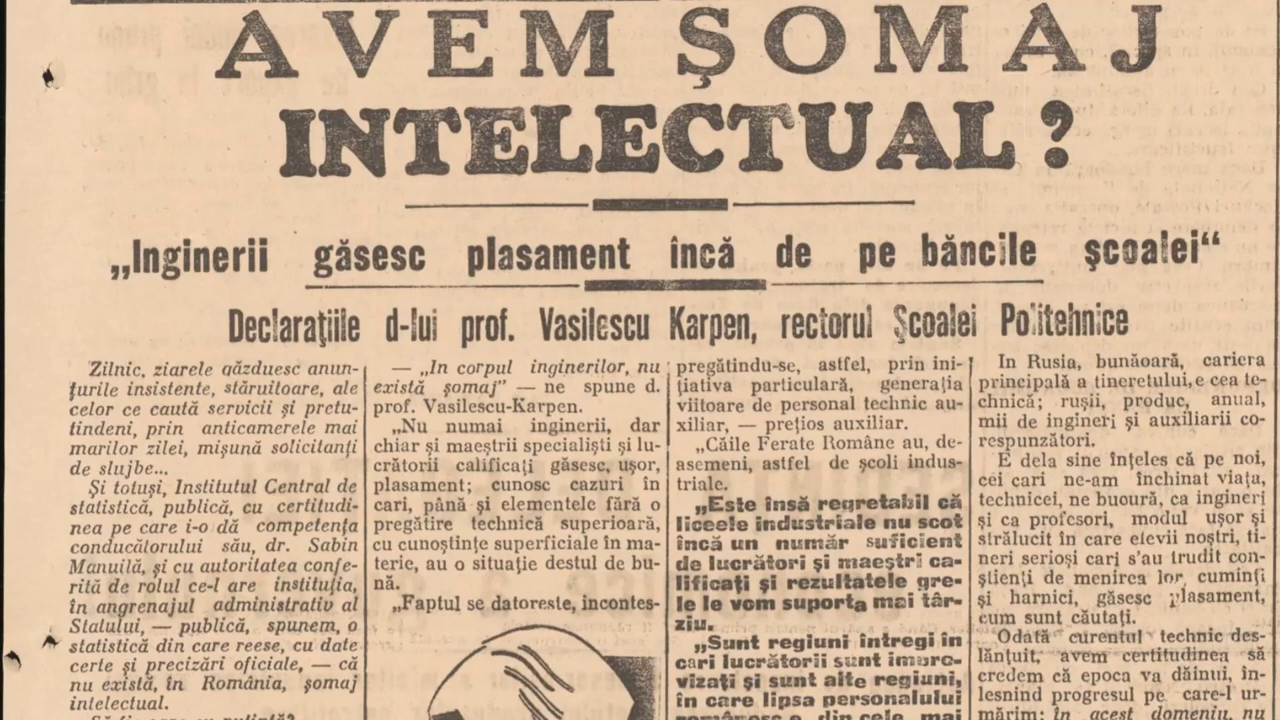 AVEM ŞOMAJ
INTELECTUAL?
„Inginerii găsesc plasament încă de pe băncile şcoalei“
Declaraţiile d-lui prof. Vasilescu Karpen, rectorul Şcoalei Politehnice
Zilnic, ziarele găzduesc anun-
ţurile insistente, stăruitoare, ale
celor ce caută servicii şi pretu-
tindeni, prin anticamerele mai
marilor zilei, mişună solicitanţi
de slujbe...
Şi totuşi, Institutul Central de
statistică, publică, cu certitudi-
nea pe care i-o dă competenţa
conducătorului său, dr. Sabin
Manuilă, şi cu autoritatea confe-
rită de rolul ce-l are instituţia,
în angrenajul administrativ al
Statului, — publică, spunem, o
statistică din care reese, cu date
certe şi precizări oficiale, — că
nu există, în România, şomaj
intelectual.
— „In corpul inginerilor, nu
există şomaj” — ne spune d.
prof. Vasilescu-Karpen.
„Nu numai inginerii, dar
chiar şi maeştrii specialişti şi lu-
crătorii calificaţi găsesc, uşor,
plasament; cunosc cazuri în
cari, până şi elementele fără o
pregătire technică superioară,
cu cunoştinţe superficiale în ma-
terie, au o situaţie destul de bu-
nă.
„Faptul se datoreste, incontes-
pregătindu-se, astfel, prin ini-
ţiativa particulară, generaţia
viitoare de personal technic au-
xiliar, — preţios auxiliar.
„Căile Ferate Române au, de-
asemeni, astfel de şcoli indus-
triale.
„Este însă regretabil că
liceele industriale nu scot
încă un număr suficient
de lucrători şi maeştri ca-
lificaţi şi rezultatele gre-
le le vom suporta mai târ-
ziu.
„Sunt regiuni întregi în
cari lucrătorii sunt impro-
vizaţi şi sunt alte regiuni,
în care lipsa personalului
românesc e din cele mai
In Rusia, bunăoară, cariera
principală a tineretului, e cea te-
chnică; ruşii, produc, anual,
mii de ingineri şi auxiliarii co-
respunzători.
E dela sine înţeles că pe noi,
cei cari ne-am închinat viaţa,
technicei, ne bucură, ca ingineri
şi ca profesori, modul uşor şi
strălucit în care elevii noştri, ti-
neri serioşi cari s'au trudit con-
ştienţi de menirea lor, cuminţi
şi harnici, găsesc plasament,
cum sunt căutaţi.
Odată curentul technic des-
lănţuit, avem certitudinea să
credem că epoca va dăinui, în-
lesnind progresul pe care-l ur-
mărim; în acest domeniu, nu